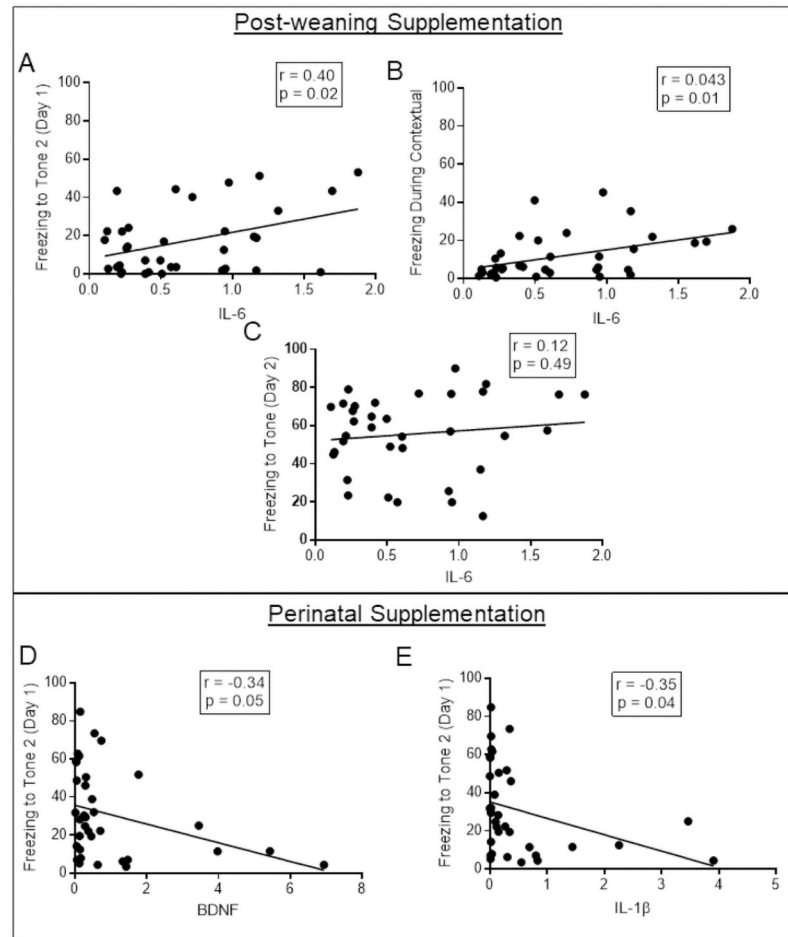 Post-weaning Supplementation
A
r = 0.40
p = 0.02
Freezing to Tone 2 (Day 1)
100
80
60
40
20
0
0.0 0.5 1.0 1.5 2.0
IL-6
B
r = 0.043
p = 0.01
Freezing During Contextual
100
80
60
40
20
0
0.0 0.5 1.0 1.5 2.0
IL-6
C
r = 0.12
p = 0.49
Freezing to Tone (Day 2)
100
80
60
40
20
0
0.0 0.5 1.0 1.5 2.0
IL-6
Perinatal Supplementation
D
r = -0.34
p = 0.05
Freezing to Tone 2 (Day 1)
100
80
60
40
20
0
0 2 4 6 8
BDNF
E
r = -0.35
p = 0.04
Freezing to Tone 2 (Day 1)
100
80
60
40
20
0
0 1 2 3 4 5
IL-1β